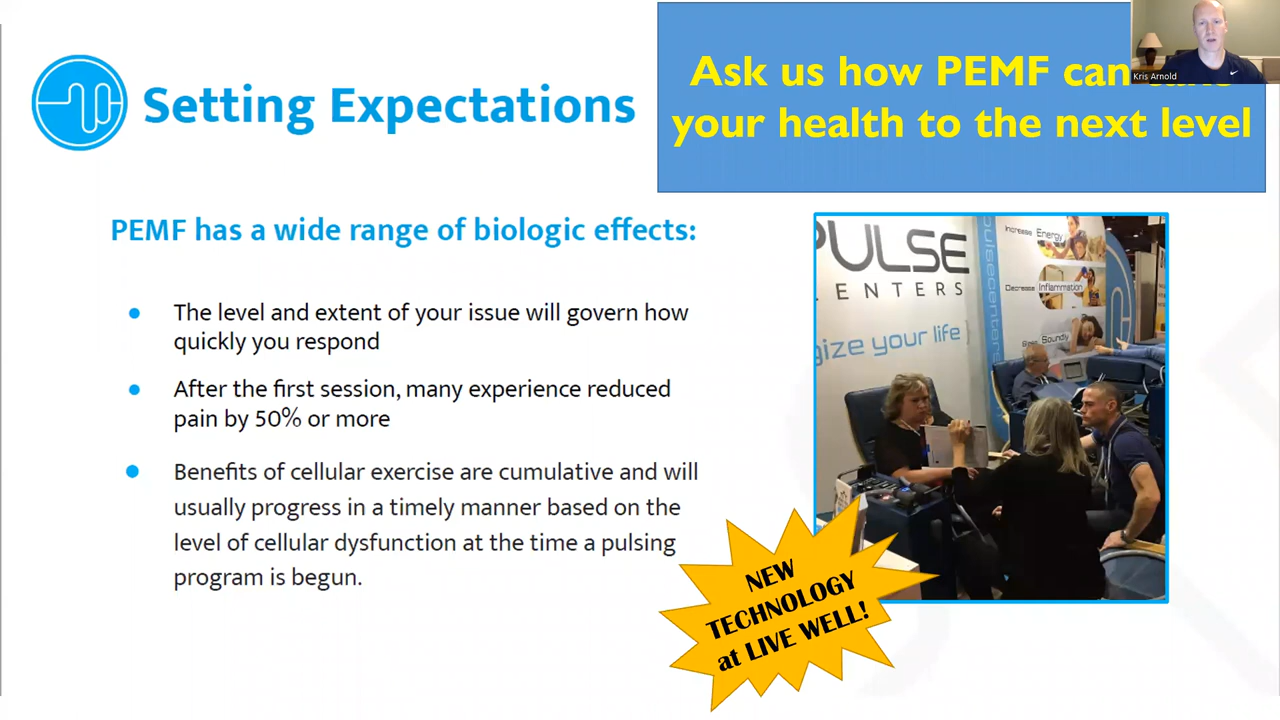 Setting Expectations
Ask us how PEMF can
your health to the next level
Kris Arnold
PEMF has a wide range of biologic effects:
The level and extent of your issue will govern how
quickly you respond
After the first session, many experience reduced
pain by 50% or more
Benefits of cellular exercise are cumulative and will
usually progress in a timely manner based on the
level of cellular dysfunction at the time a pulsing
program is begun.
PULSE
ENTERS
gize your life
pulsecenters
Increase Energy
Decrease Inflammation
Soundly
NEW
TECHNOLOGY
at LIVE WELL!